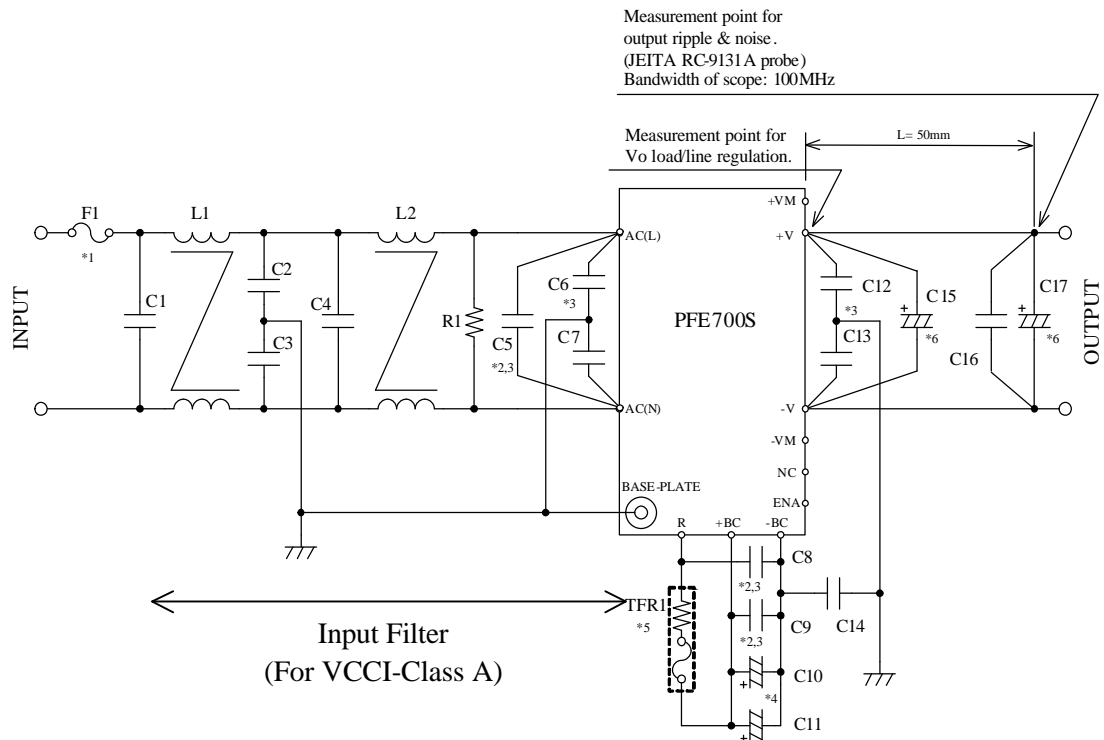 Measurement point for
output ripple & noise.
(JEITA RC-9131A probe)
Bandwidth of scope: 100MHz
Measurement point for
Vo load/line regulation.
L= 50mm
F1
*1
L1
L2
C1
C2
C3
C4
R1
C5
*2,3
C6
*3
C7
INPUT
AC(L)
AC(N)
PFE700S
+VM
+V
-V
-VM
NC
ENA
BASE-PLATE
R
+BC
-BC
C12
*3
C13
C15
*6
C16
C17
*6
OUTPUT
C8
*2,3
C9
*2,3
C10
*4
C11
C14
TFR1
*5
+
+
+
+
Input Filter
(For VCCI-Class A)